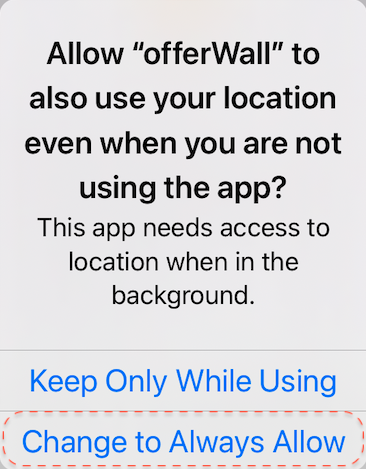 Allow “offerWall” to
also use your location
even when you are not
using the app?
This app needs access to
location when in the
background.
Keep Only While Using
Change to Always Allow